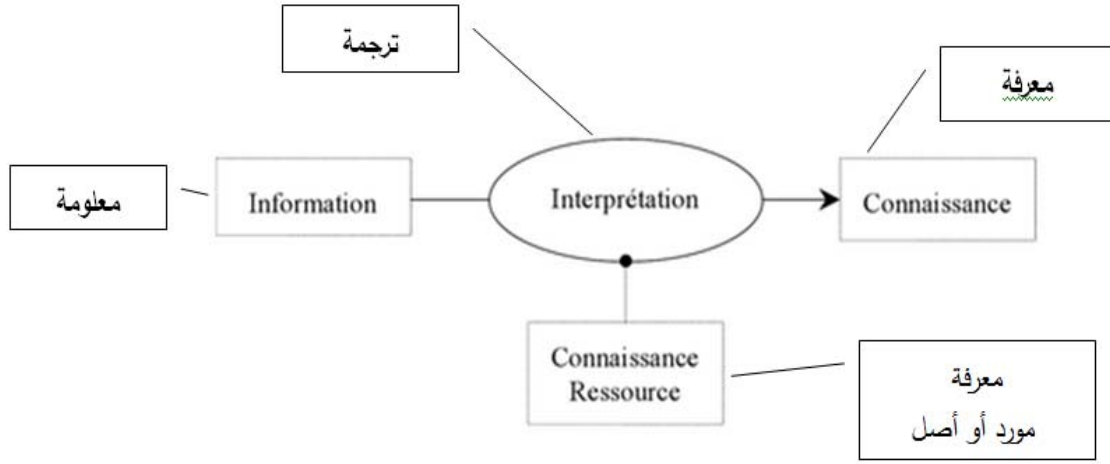 ترجمة
معرفة
معلومة
Information
Interprétation
Connaissance
Connaissance
Ressource
معرفة
مورد أو أصل